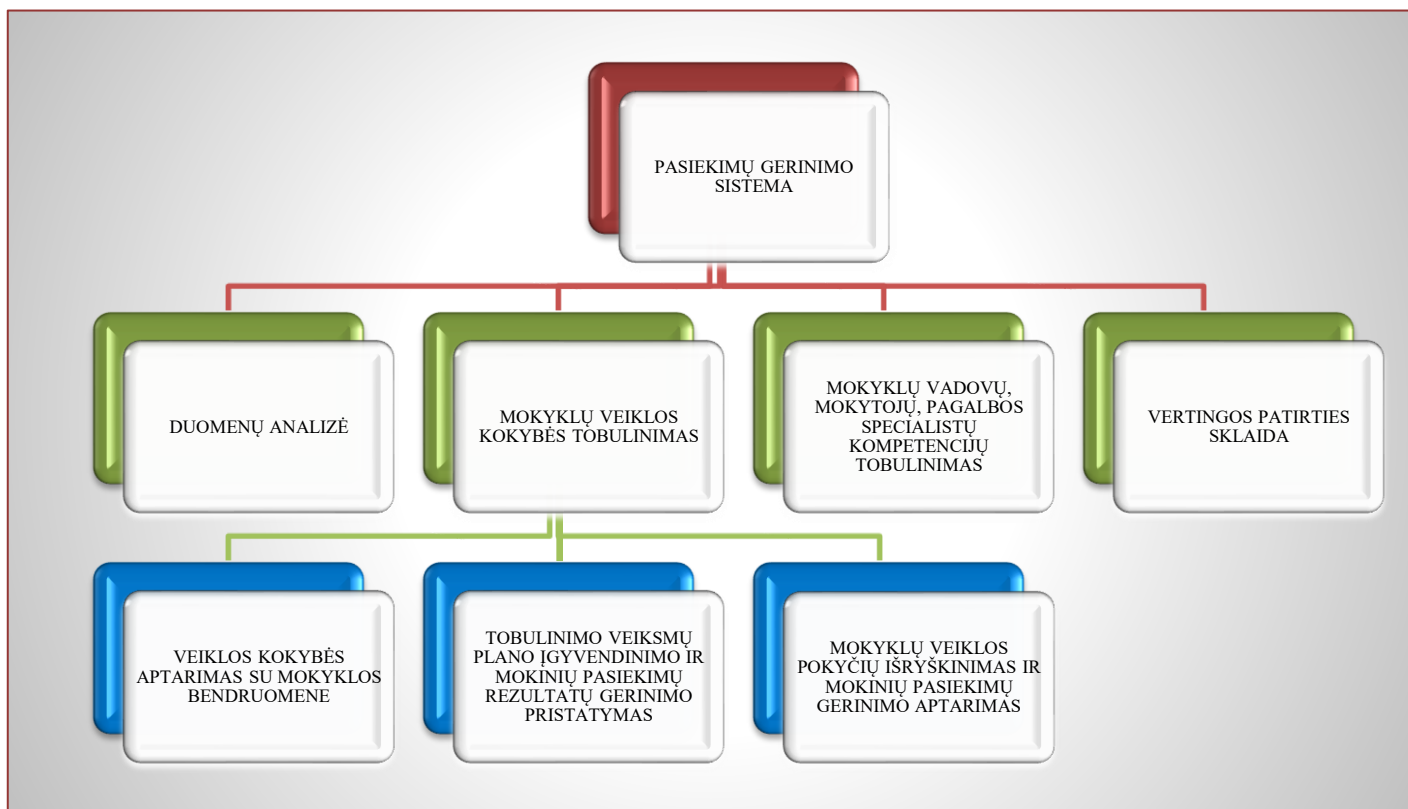 PASIEKIMŲ GERINIMO
SISTEMA
DUOMENŲ ANALIZĖ
MOKYKLŲ VEIKLOS
KOKYBĖS TOBULINIMAS
MOKYKLŲ VADOVŲ,
MOKYTOJŲ, PAGALBOS
SPECIALISTŲ
KOMPETENCIJŲ
TOBULINIMAS
VERTINGOS PATIRTIES
SKLAIDA
VEIKLOS KOKYBĖS
APTARIMAS SU MOKYKLOS
BENDRUOMENE
TOBULINIMO VEIKSMŲ
PLANO ĮGYVENDINIMO IR
MOKINIŲ PASIEKIMŲ
REZULTATŲ GERINIMO
PRISTATYMAS
MOKYKLŲ VEIKLOS
POKYČIŲ IŠRYŠKINIMAS IR
MOKINIŲ PASIEKIMŲ
GERINIMO APTARIMAS